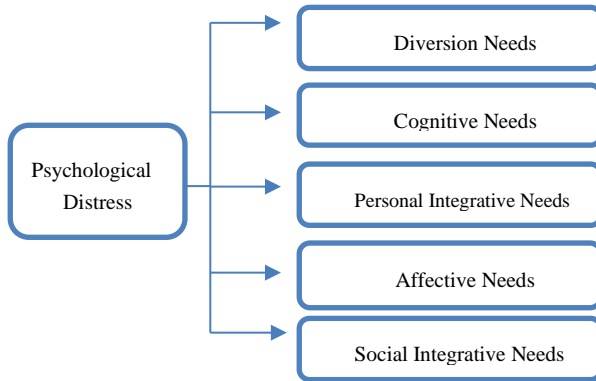 Diversion Needs
Cognitive Needs
Psychological
Distress
Personal Integrative Needs
Affective Needs
Social Integrative Needs